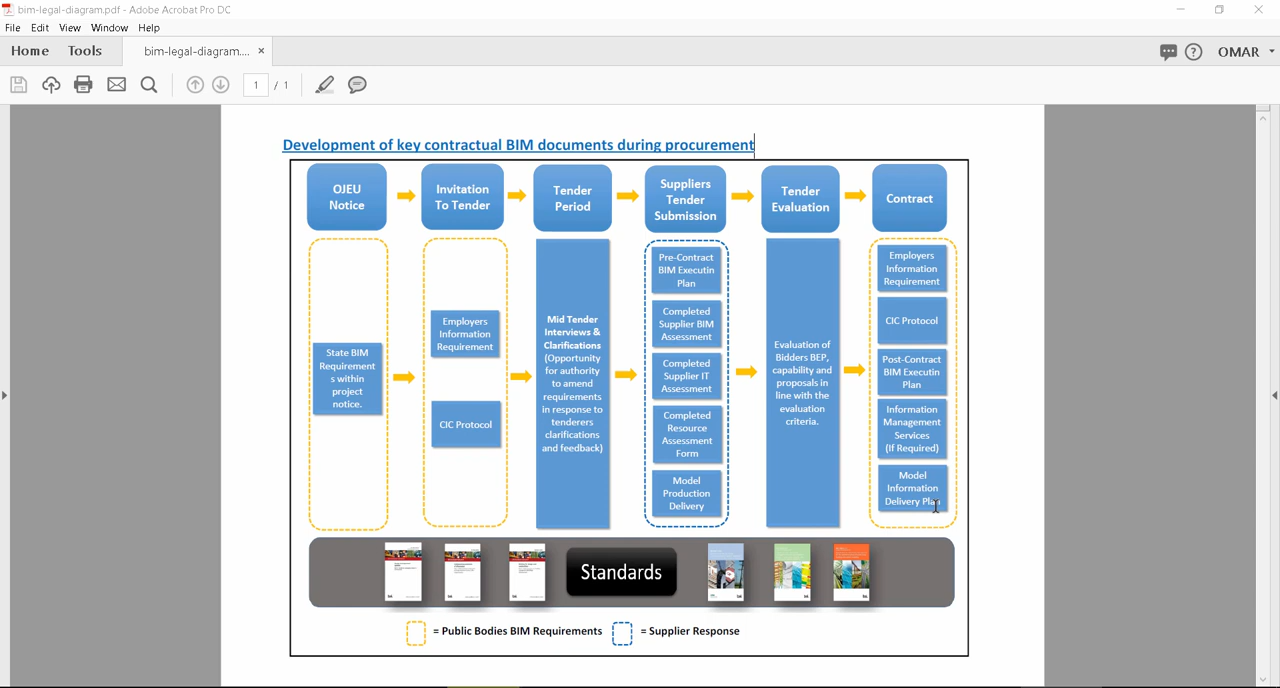 bim-legal-diagram.pdf - Adobe Acrobat Pro DC
File Edit View Window Help
Home Tools bim-legal-diagram.... × OMAR
1 / 1
Development of key contractual BIM documents during procurement
OJEU
Notice
Invitation
To Tender
Tender
Period
Suppliers
Tender
Submission
Tender
Evaluation
Contract
State BIM
Requirement
s within
project
notice.
Employers
Information
Requirement
CIC Protocol
Mid Tender
Interviews &
Clarifications
(Opportunity
for authority
to amend
requirements
in response to
tenderers
clarifications
and feedback)
Pre-Contract
BIM Executin
Plan
Completed
Supplier BIM
Assessment
Completed
Supplier IT
Assessment
Completed
Resource
Assessment
Form
Model
Production
Delivery
Evaluation of
Bidders BEP,
capability and
proposals in
line with the
evaluation
criteria.
Employers
Information
Requirement
CIC Protocol
Post-Contract
BIM Executin
Plan
Information
Management
Services
(If Required)
Model
Information
Delivery Plan
Standards
= Public Bodies BIM Requirements = Supplier Response